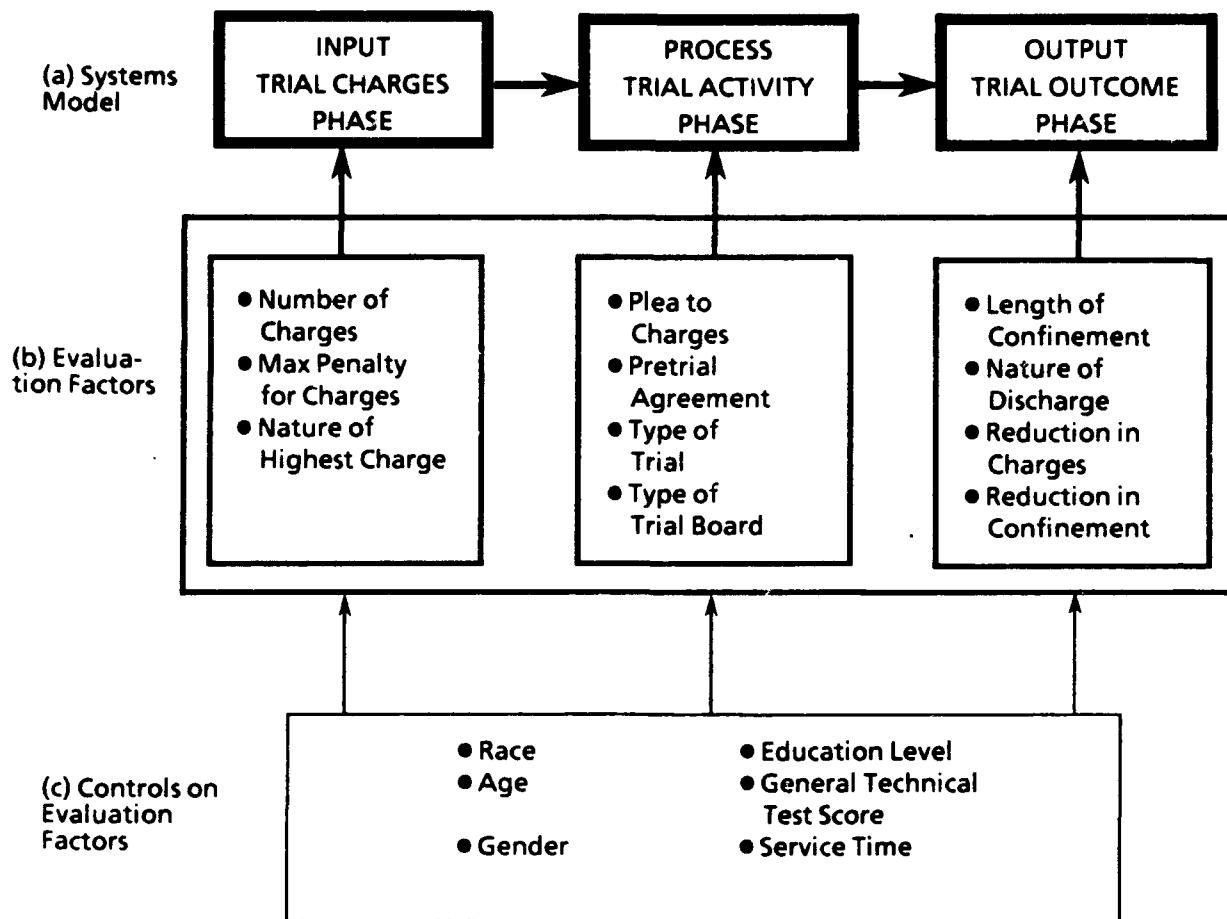 (a) Systems
Model
INPUT
TRIAL CHARGES
PHASE
PROCESS
TRIAL ACTIVITY
PHASE
OUTPUT
TRIAL OUTCOME
PHASE
(b) Evalua-
tion Factors
● Number of
Charges
● Max Penalty
for Charges
● Nature of
Highest Charge
● Plea to
Charges
● Pretrial
Agreement
● Type of
Trial
● Type of
Trial Board
● Length of
Confinement
● Nature of
Discharge
● Reduction in
Charges
● Reduction in
Confinement
(c) Controls on
Evaluation
Factors
● Race
● Age
● Gender
● Education Level
● General Technical
Test Score
● Service Time